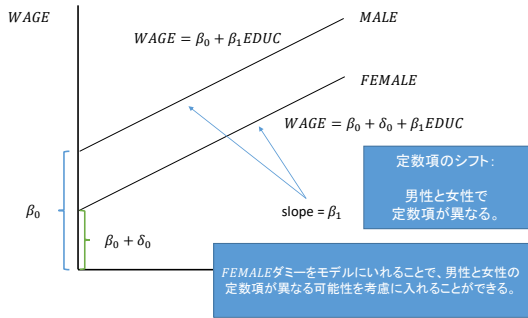 WAGE
MALE
WAGE = β₀ + β₁EDUC
FEMALE
WAGE = β₀ + δ₀ + β₁EDUC
定数項のシフト：
男性と女性で
定数項が異なる。
β₀
slope = β₁
β₀ + δ₀
FEMALEダミーをモデルにいれることで、男性と女性の
定数項が異なる可能性を考慮に入れることができる。